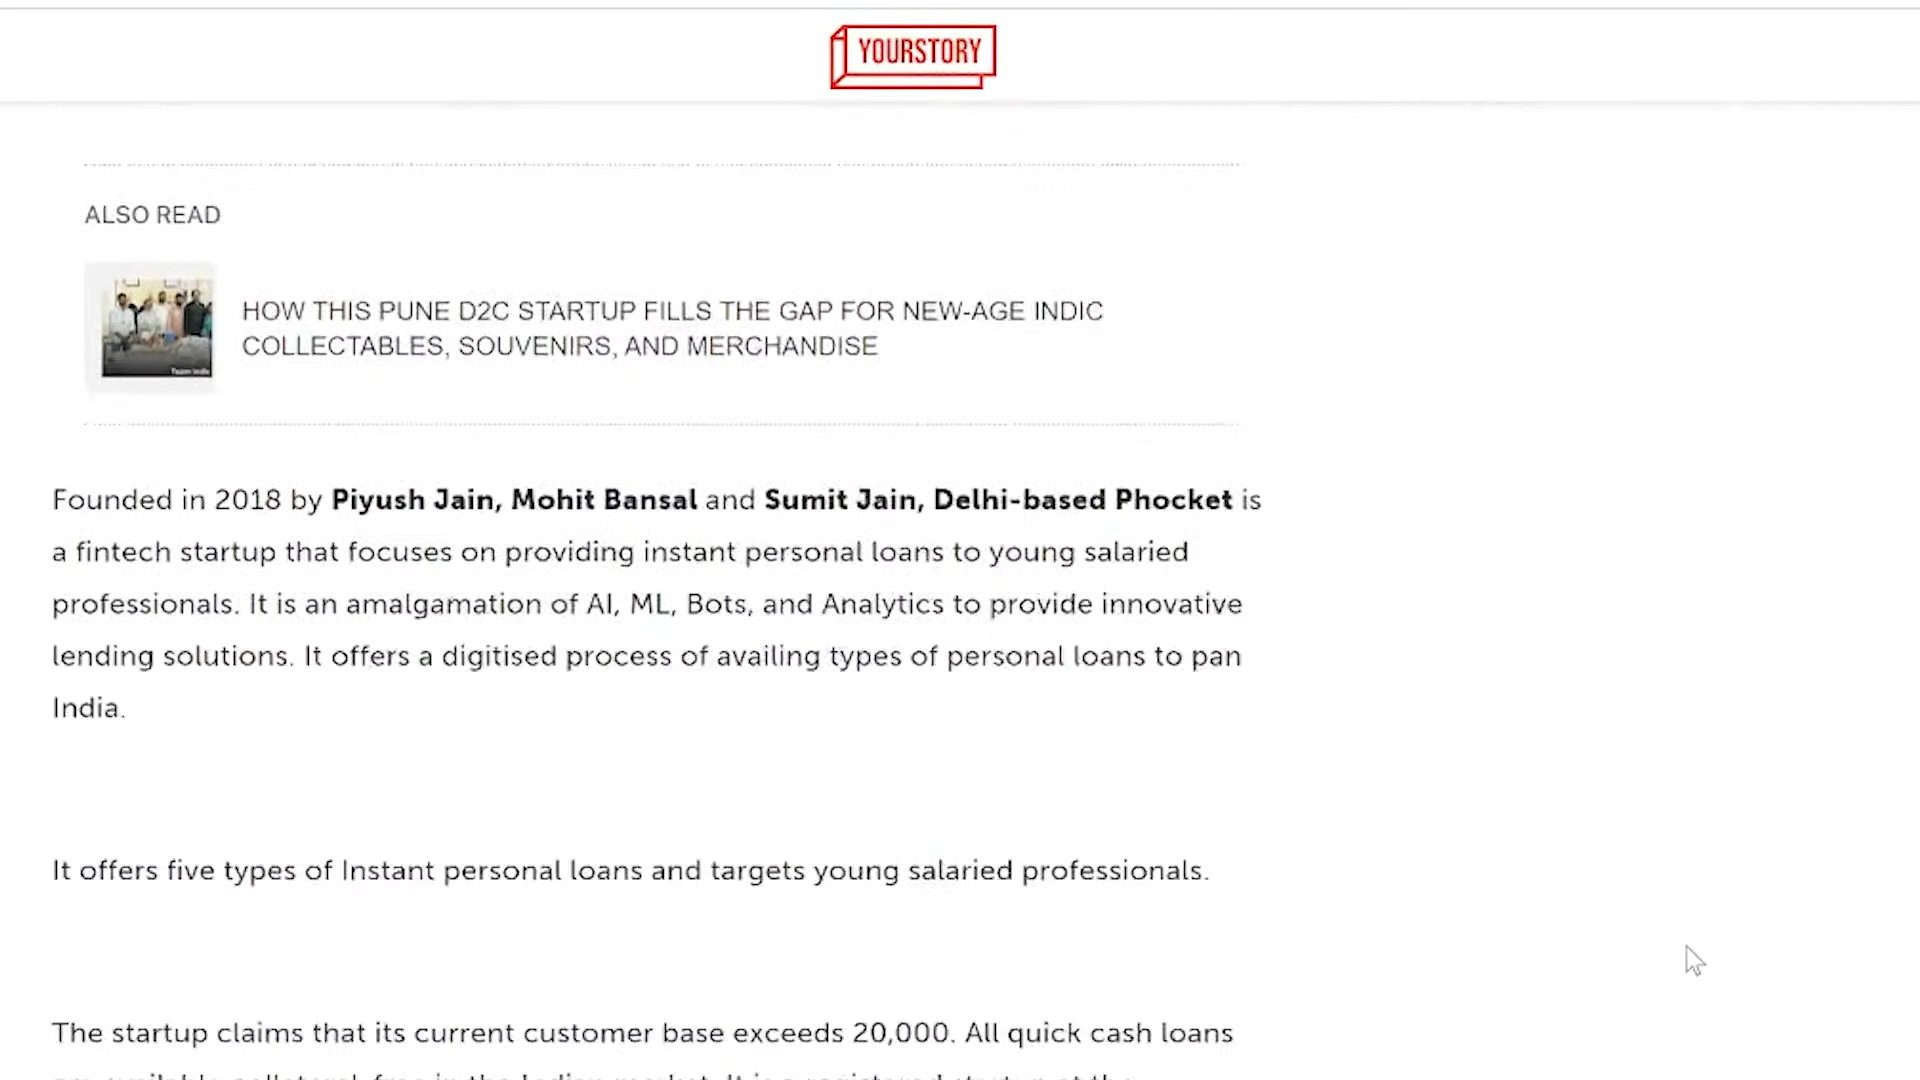 YOURSTORY
ALSO READ
HOW THIS PUNE D2C STARTUP FILLS THE GAP FOR NEW-AGE INDIC
COLLECTABLES, SOUVENIRS, AND MERCHANDISE
Founded in 2018 by Piyush Jain, Mohit Bansal and Sumit Jain, Delhi-based Phocket is
a fintech startup that focuses on providing instant personal loans to young salaried
professionals. It is an amalgamation of AI, ML, Bots, and Analytics to provide innovative
lending solutions. It offers a digitised process of availing types of personal loans to pan
India.
It offers five types of Instant personal loans and targets young salaried professionals.
The startup claims that its current customer base exceeds 20,000. All quick cash loans